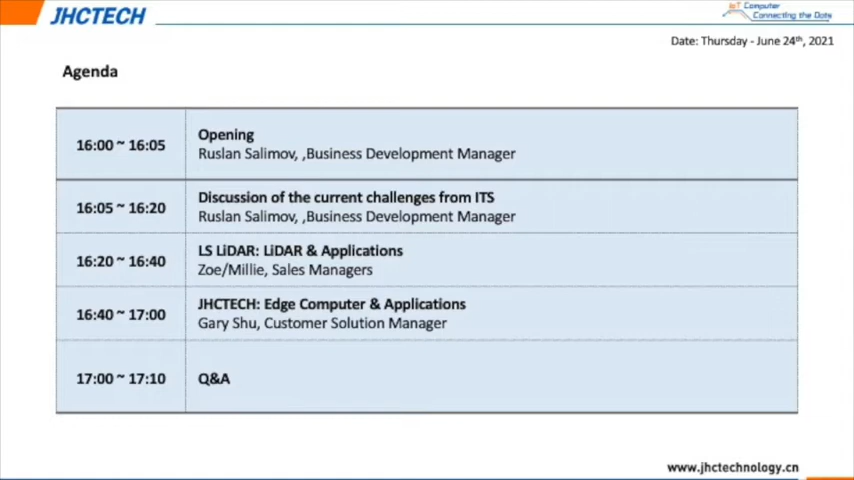 JHCTECH
IoT Computer
Connecting the Dots
Date: Thursday - June 24th, 2021
Agenda
16:00 ~ 16:05
Opening
Ruslan Salimov, ,Business Development Manager
16:05 ~ 16:20
Discussion of the current challenges from ITS
Ruslan Salimov, ,Business Development Manager
16:20 ~ 16:40
LS LiDAR: LiDAR & Applications
Zoe/Millie, Sales Managers
16:40 ~ 17:00
JHCTECH: Edge Computer & Applications
Gary Shu, Customer Solution Manager
17:00 ~ 17:10
Q&A
www.jhctechnology.cn